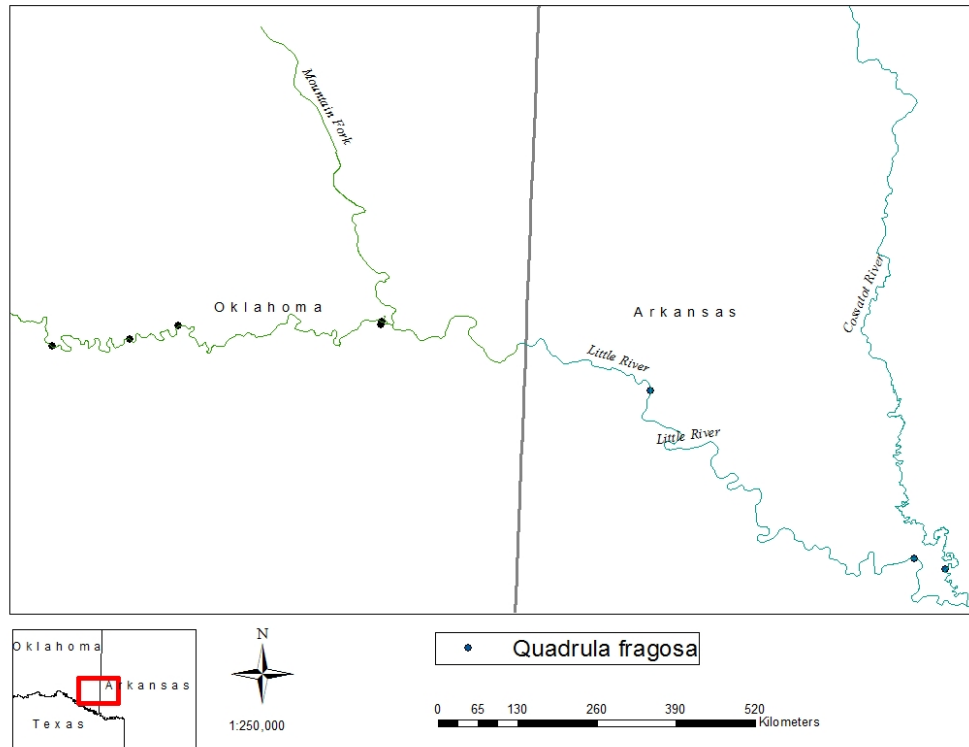 Mountain Fork
Oklahoma
Arkansas
Cossatot River
Little River
Little River
Oklahoma
Arkansas
Texas
N
1:250,000
Quadrula fragosa
0 65 130 260 390 520
Kilometers